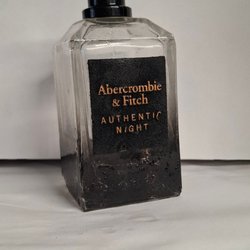 Abercrombie
& Fitch
AUTHENTIC
NIGHT